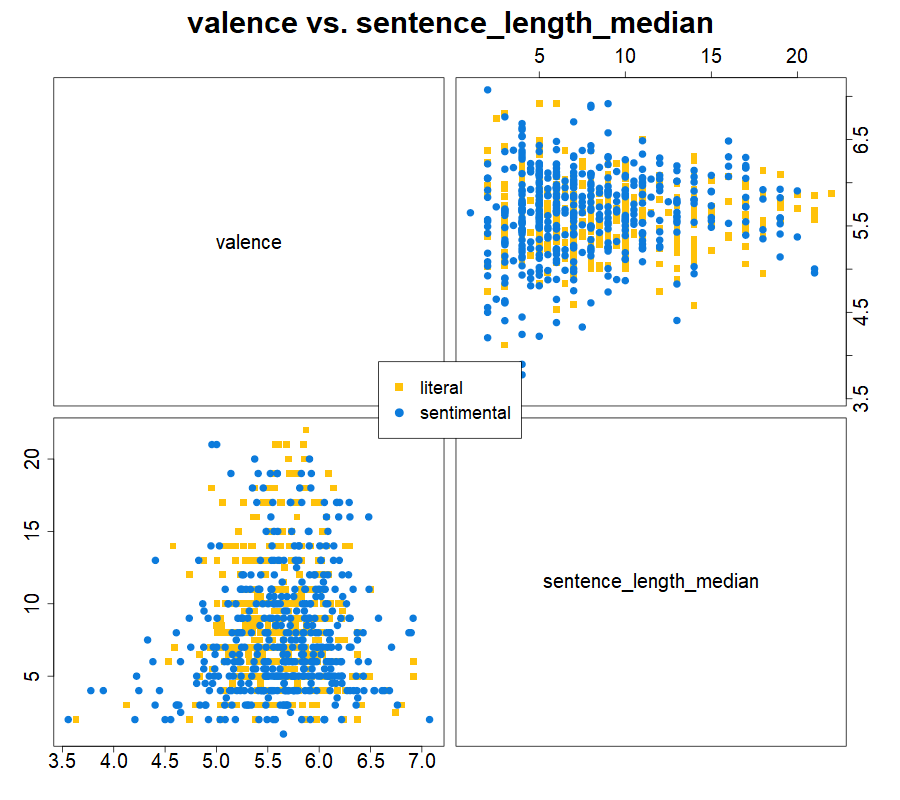 valence vs. sentence_length_median
5 10 15 20
valence
6.5
5.5
4.5
3.5
literal
sentimental
20
15
10
5
sentence_length_median
3.5 4.0 4.5 5.0 5.5 6.0 6.5 7.0